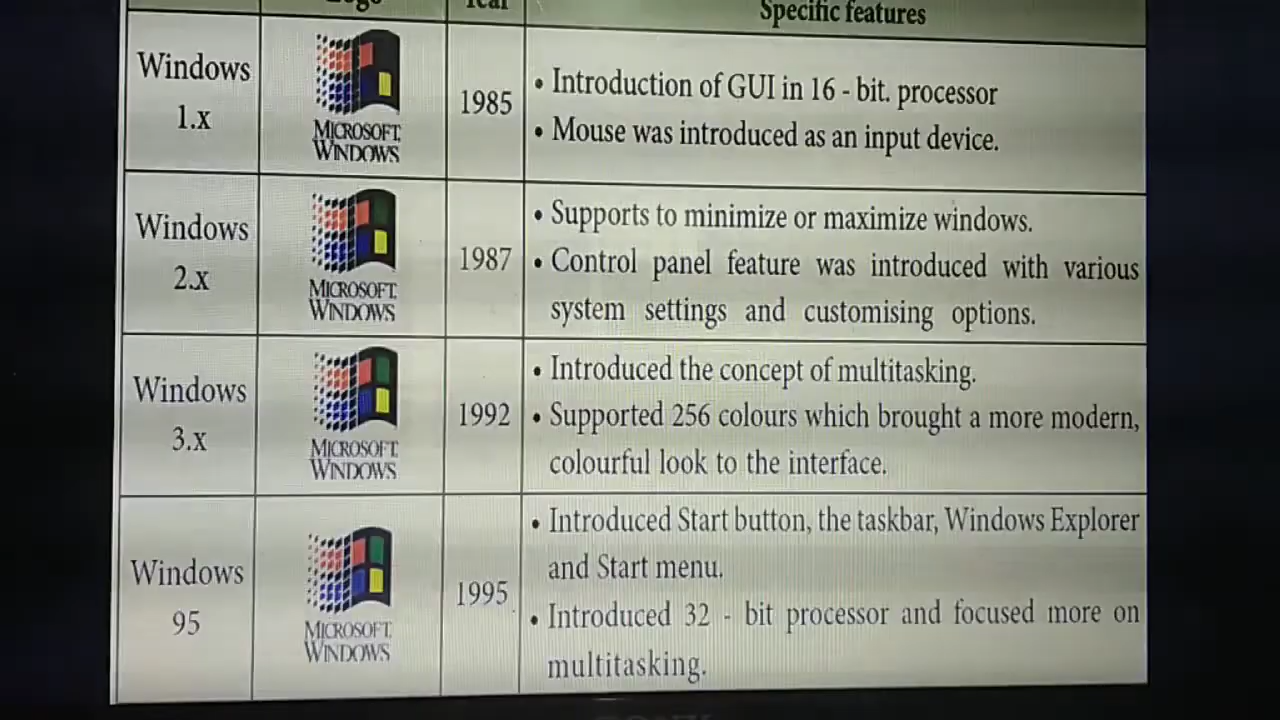 Logo Year Specific features
Windows
1.x
MICROSOFT
WINDOWS
1985
• Introduction of GUI in 16 - bit. processor
• Mouse was introduced as an input device.
Windows
2.x
MICROSOFT
WINDOWS
1987
• Supports to minimize or maximize windows.
• Control panel feature was introduced with various
system settings and customising options.
Windows
3.x
MICROSOFT
WINDOWS
1992
• Introduced the concept of multitasking.
• Supported 256 colours which brought a more modern,
colourful look to the interface.
Windows
95
MICROSOFT
WINDOWS
1995
• Introduced Start button, the taskbar, Windows Explorer
and Start menu.
• Introduced 32 - bit processor and focused more on
multitasking.